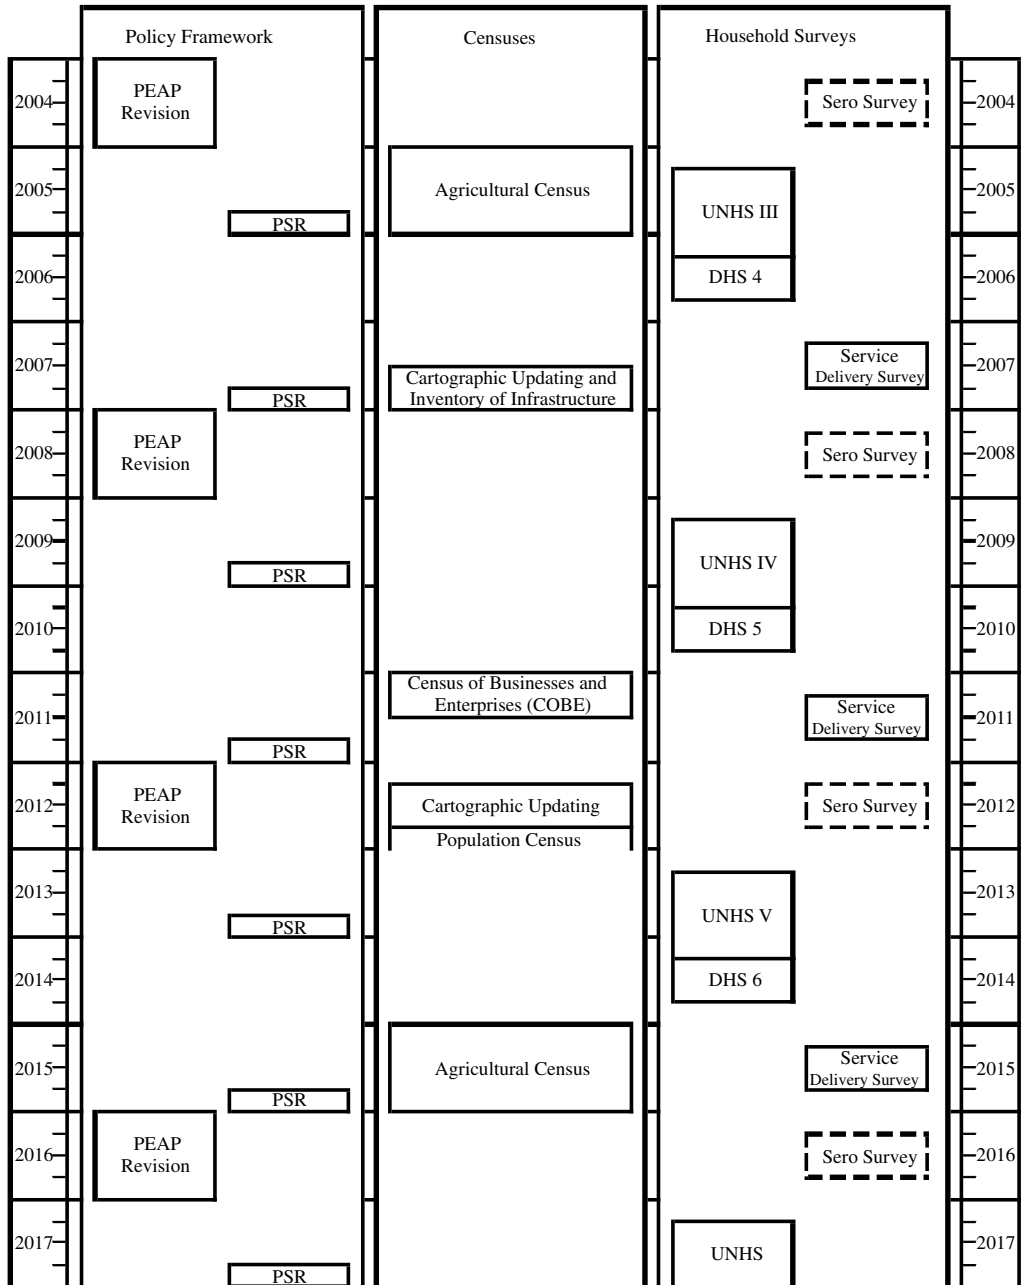 Policy Framework
Censuses
Household Surveys
PEAP
Revision
2004
Sero Survey
2004
2005
Agricultural Census
UNHS III
2005
PSR
2006
DHS 4
2006
2007
Service
Delivery Survey
2007
Cartographic Updating and
Inventory of Infrastructure
PSR
PEAP
Revision
2008
Sero Survey
2008
2009
UNHS IV
2009
PSR
2010
DHS 5
2010
Census of Businesses and
Enterprises (COBE)
2011
Service
Delivery Survey
2011
PSR
PEAP
Revision
2012
Cartographic Updating
Sero Survey
2012
Population Census
2013
UNHS V
2013
PSR
2014
DHS 6
2014
2015
Agricultural Census
Service
Delivery Survey
2015
PSR
PEAP
Revision
2016
Sero Survey
2016
2017
UNHS
2017
PSR